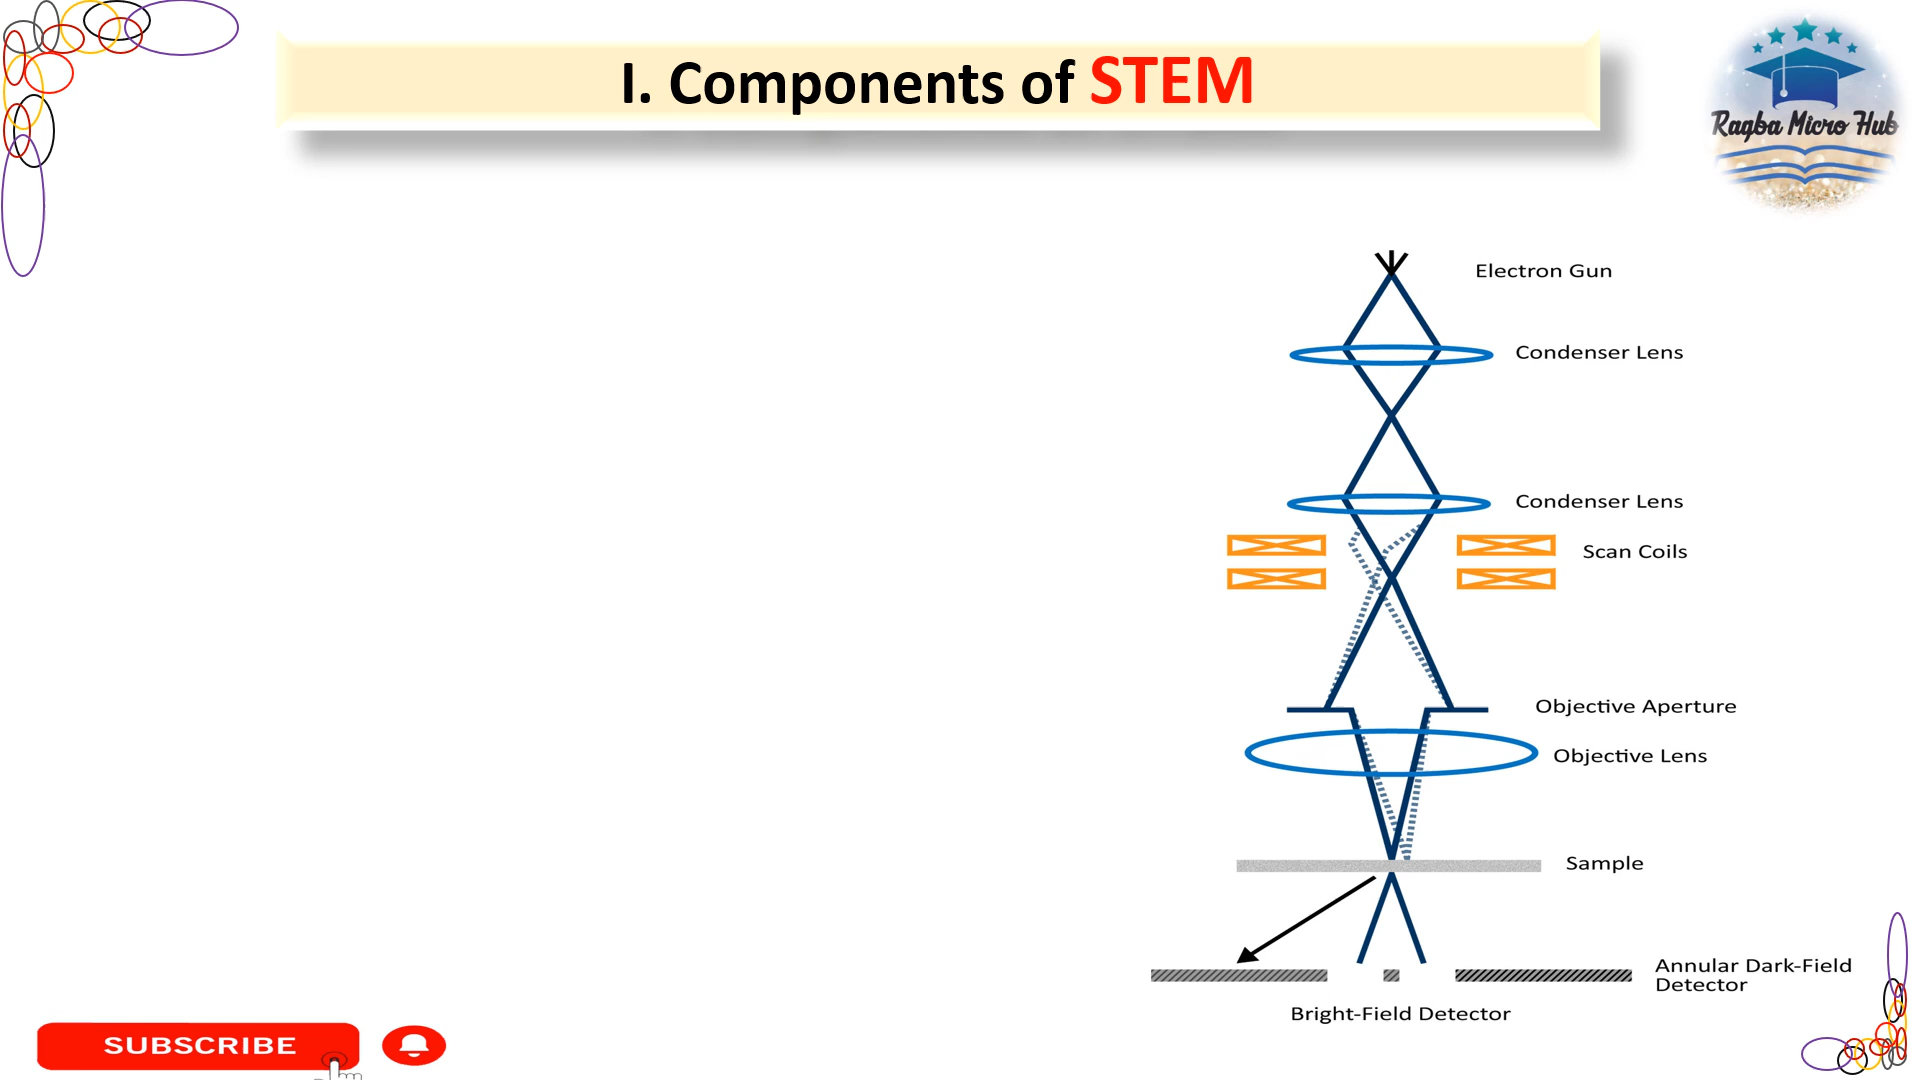 I. Components of STEM
Ragba Micro Hub
Electron Gun
Condenser Lens
Condenser Lens
Scan Coils
Objective Aperture
Objective Lens
Sample
Annular Dark-Field
Detector
Bright-Field Detector
SUBSCRIBE